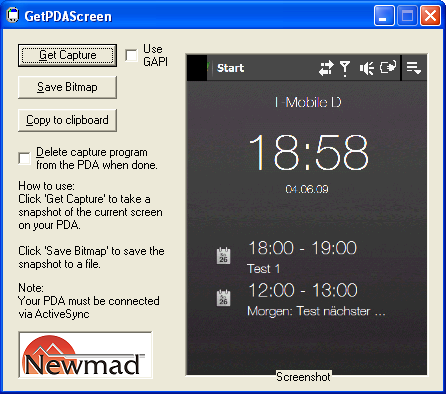 GetPDAScreen
Get Capture
Use
GAPI
Save Bitmap
Copy to clipboard
Delete capture program
from the PDA when done.
How to use:
Click 'Get Capture' to take a
snapshot of the current screen
on your PDA.
Click 'Save Bitmap' to save the
snapshot to a file.
Note:
Your PDA must be connected
via ActiveSync
Newmad
Start
T-Mobile D
18:58
04.06.09
26
18:00 - 19:00
Test 1
26
12:00 - 13:00
Morgen: Test nächster ...
Screenshot